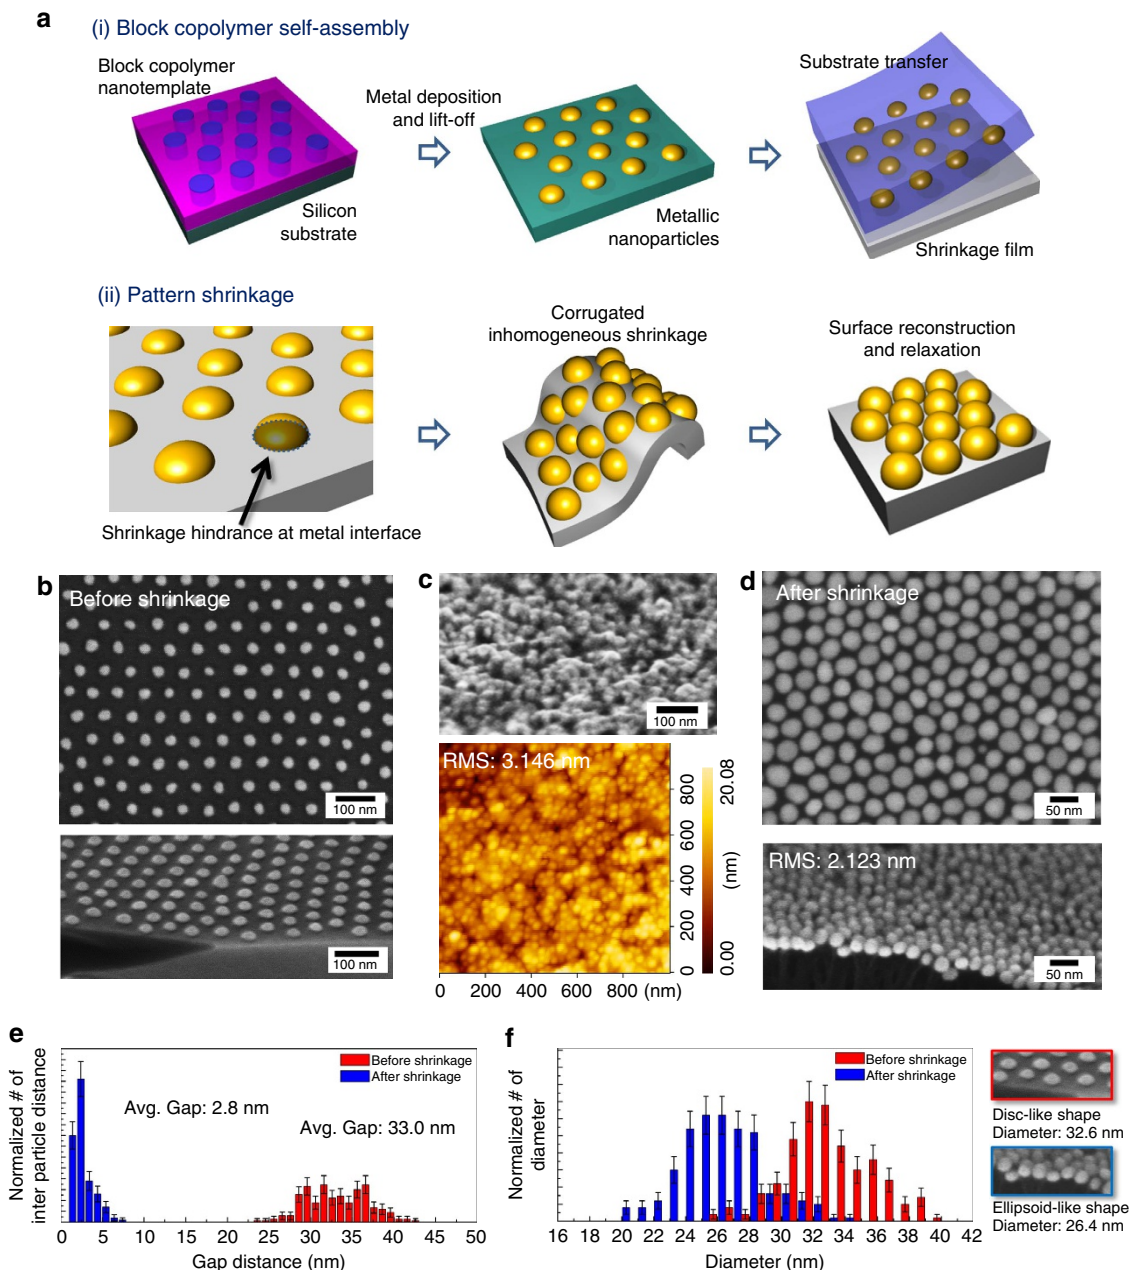 a
(i) Block copolymer self-assembly
Block copolymer
nanotemplate
Metal deposition
and lift-off
Substrate transfer
Silicon
substrate
Metallic
nanoparticles
Shrinkage film
(ii) Pattern shrinkage
Corrugated
inhomogeneous shrinkage
Surface reconstruction
and relaxation
Shrinkage hindrance at metal interface
b
Before shrinkage
100 nm
100 nm
c
100 nm
RMS: 3.146 nm
800
600
400
200
0
20.08
(nm)
0.00
0 200 400 600 800 (nm)
d
After shrinkage
50 nm
RMS: 2.123 nm
50 nm
e
Normalized # of
inter particle distance
Before shrinkage
After shrinkage
Avg. Gap: 2.8 nm
Avg. Gap: 33.0 nm
0 5 10 15 20 25 30 35 40 45 50
Gap distance (nm)
f
Normalized # of
diameter
Before shrinkage
After shrinkage
16 18 20 22 24 26 28 30 32 34 36 38 40 42
Diameter (nm)
Disc-like shape
Diameter: 32.6 nm
Ellipsoid-like shape
Diameter: 26.4 nm